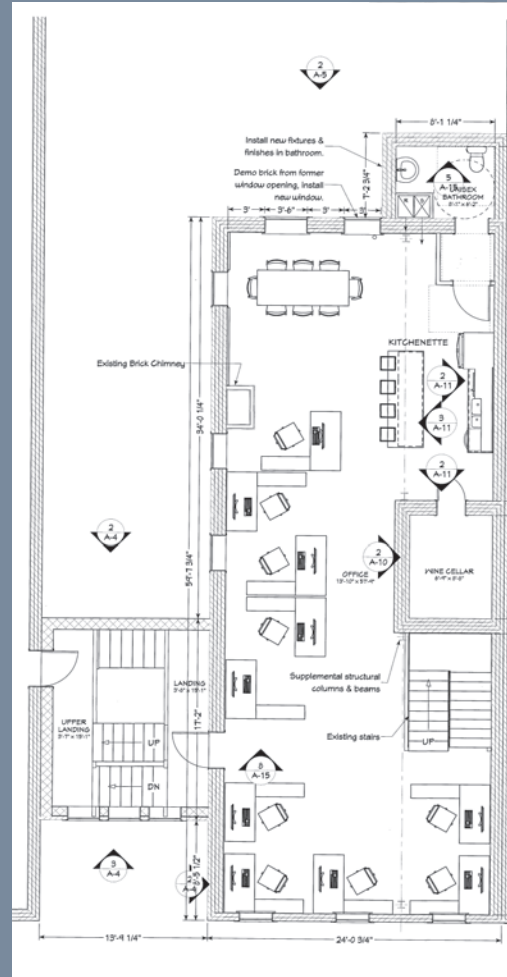 2
A-5
8'-1 1/4"
Install new fixtures &
finishes in bathroom.
Demo brick from former
window opening, install
new window.
7'-2 3/4"
5
UNISEX
BATHROOM
3'
3'-6"
3'
KITCHENETTE
Existing Brick Chimney
2
A-11
3
A-11
2
A-11
34'-0 1/4"
59'-7 3/4"
2
A-4
2
A-10
OFFICE
WINE CELLAR
LANDING
Supplemental structural
columns & beams
17'-2"
UPPER
LANDING
Existing stairs
UP
UP
DN
8
A-15
3
A-4
A-4
13'-9 1/4"
24'-0 3/4"